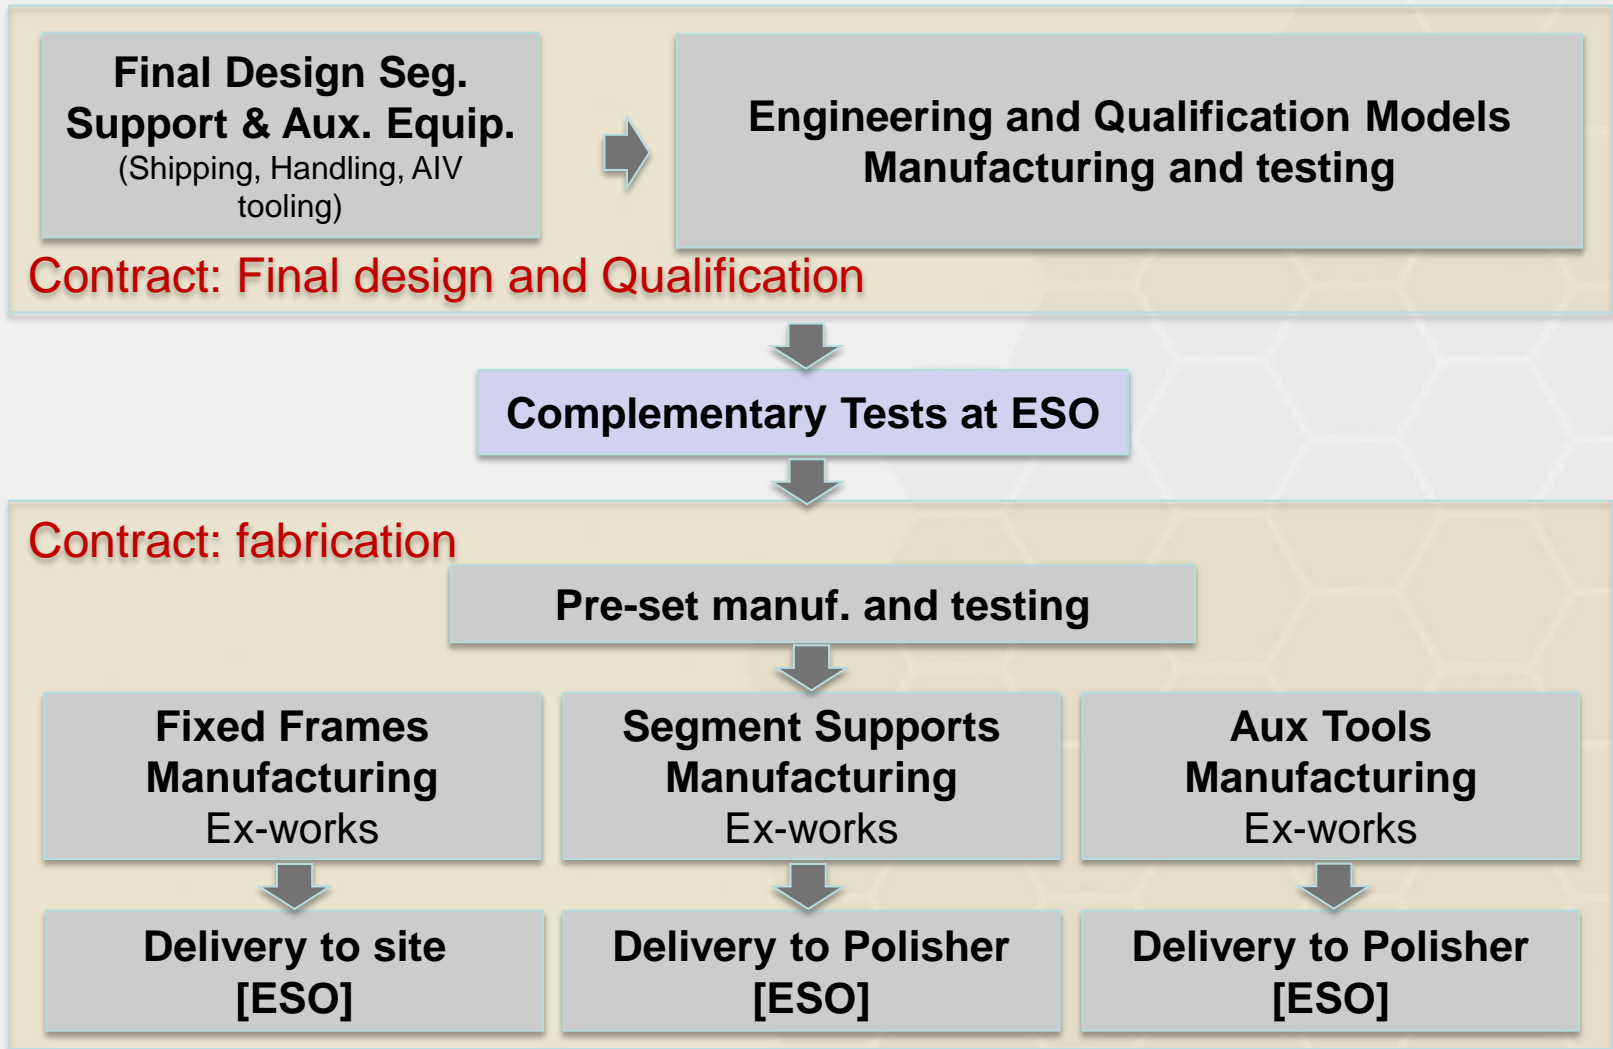 Final Design Seg.
Support & Aux. Equip.
(Shipping, Handling, AIV
tooling)
Engineering and Qualification Models
Manufacturing and testing
Contract: Final design and Qualification
Complementary Tests at ESO
Contract: fabrication
Pre-set manuf. and testing
Fixed Frames
Manufacturing
Ex-works
Segment Supports
Manufacturing
Ex-works
Aux Tools
Manufacturing
Ex-works
Delivery to site
[ESO]
Delivery to Polisher
[ESO]
Delivery to Polisher
[ESO]